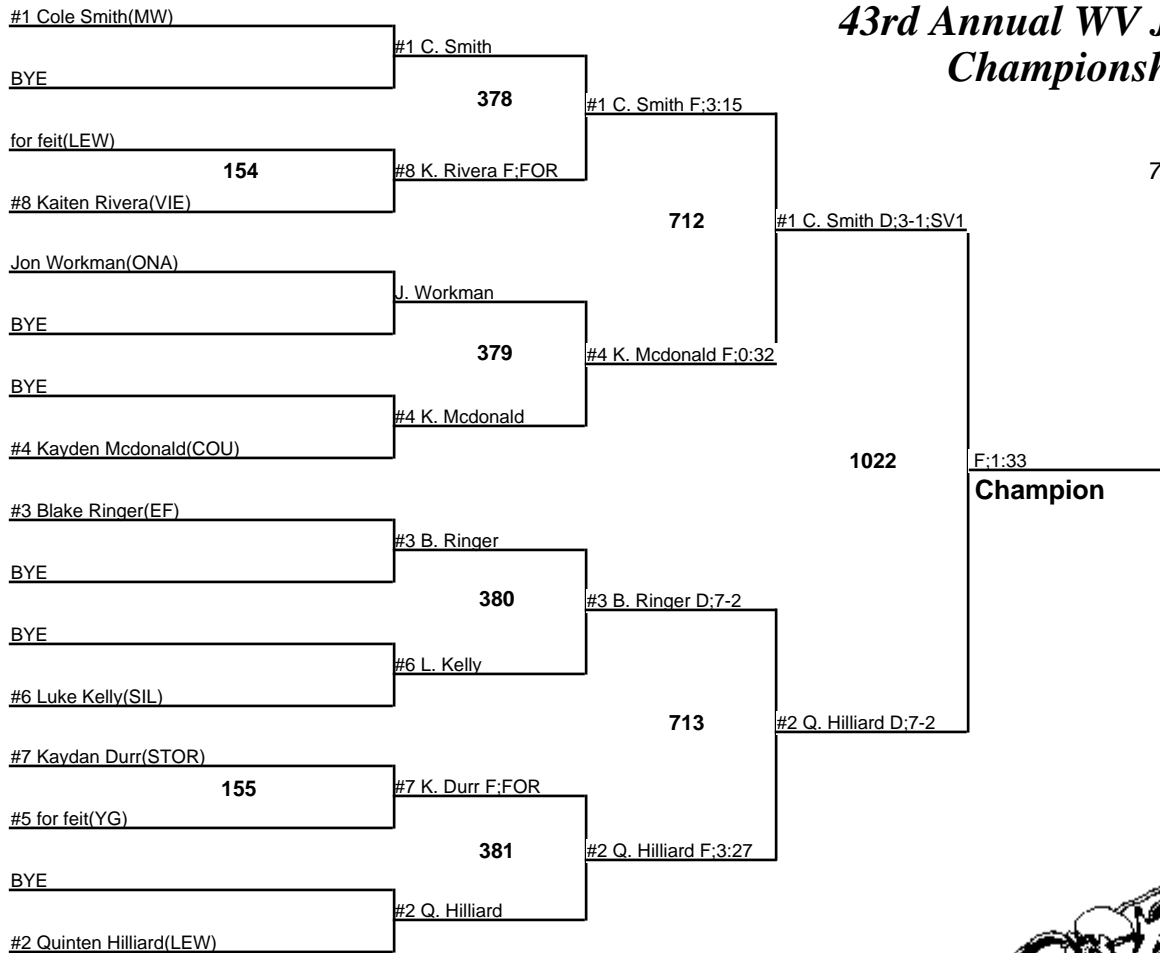 #1 Cole Smith(MW)
43rd Annual WV J
Championsh
#1 C. Smith
BYE
378
#1 C. Smith F;3:15
for feit(LEW)
154
#8 K. Rivera F;FOR
7
#8 Kaiten Rivera(VIE)
712
#1 C. Smith D;3-1;SV1
Jon Workman(ONA)
J. Workman
BYE
379
#4 K. Mcdonald F;0:32
BYE
#4 K. Mcdonald
#4 Kayden Mcdonald(COU)
1022
F;1:33
Champion
#3 Blake Ringer(EF)
#3 B. Ringer
BYE
380
#3 B. Ringer D;7-2
BYE
#6 L. Kelly
#6 Luke Kelly(SIL)
713
#2 Q. Hilliard D;7-2
#7 Kaydan Durr(STOR)
155
#7 K. Durr F;FOR
#5 for feit(YG)
381
#2 Q. Hilliard F;3:27
BYE
#2 Q. Hilliard
#2 Quinten Hilliard(LEW)